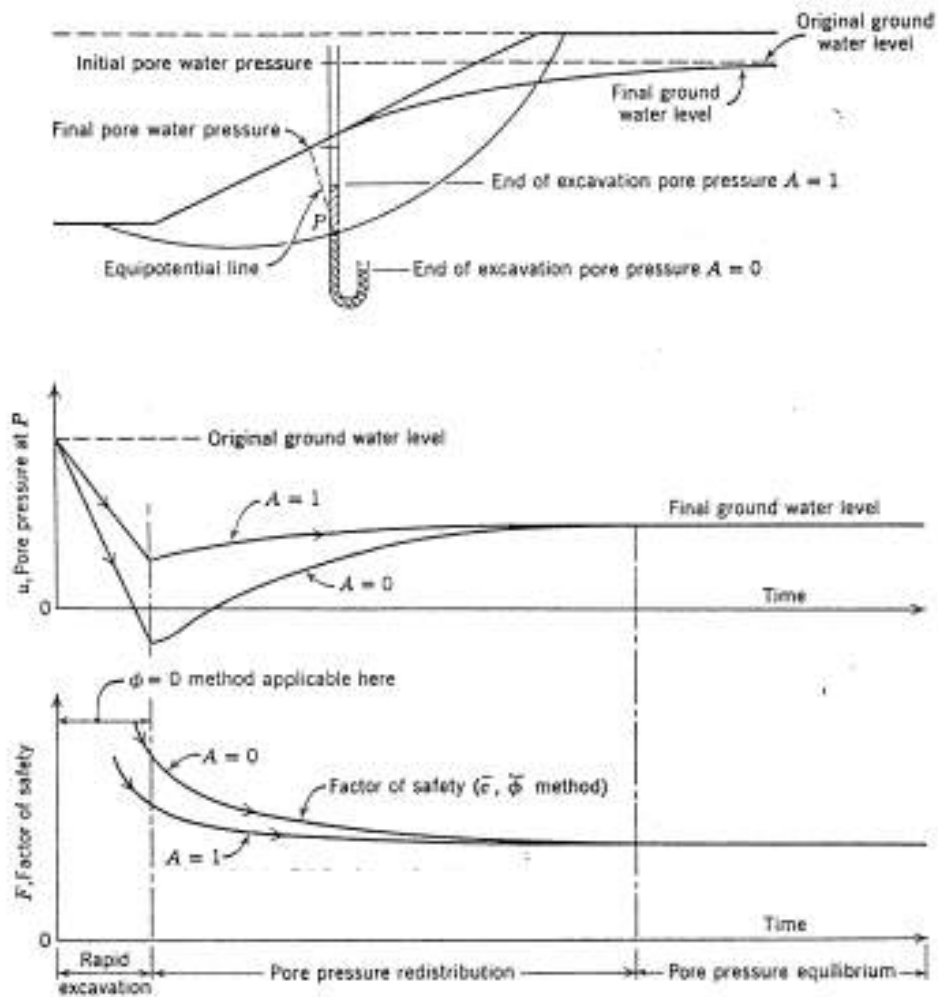 Original ground
water level
Initial pore water pressure
Final ground
water level
Final pore water pressure
End of excavation pore pressure A = 1
P
Equipotential line
End of excavation pore pressure A = 0
u, Pore pressure at P
Original ground water level
A = 1
Final ground water level
A = 0
Time
0
ϕ = 0 method applicable here
F, Factor of safety
A = 0
Factor of safety (c̄, ϕ̄ method)
A = 1
Time
0
Rapid
excavation
Pore pressure redistribution
Pore pressure equilibrium